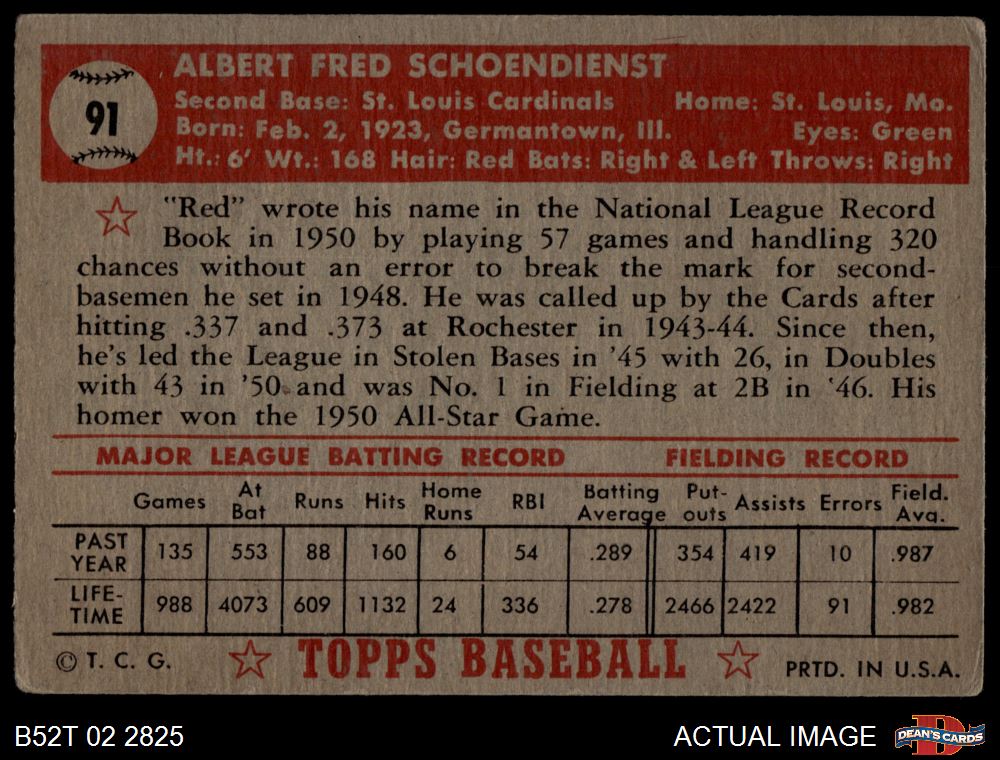 91
ALBERT FRED SCHOENDIENST
Second Base: St. Louis Cardinals Home: St. Louis, Mo.
Born: Feb. 2, 1923, Germantown, Ill. Eyes: Green
Ht.: 6' Wt.: 168 Hair: Red Bats: Right & Left Throws: Right
"Red" wrote his name in the National League Record
Book in 1950 by playing 57 games and handling 320
chances without an error to break the mark for second-
basemen he set in 1948. He was called up by the Cards after
hitting .337 and .373 at Rochester in 1943-44. Since then,
he's led the League in Stolen Bases in '45 with 26, in Doubles
with 43 in '50 and was No. 1 in Fielding at 2B in '46. His
homer won the 1950 All-Star Game.
MAJOR LEAGUE BATTING RECORD FIELDING RECORD
Games At Bat Runs Hits Home Runs RBI Batting Average Put-outs Assists Errors Field. Avg.
PAST YEAR 135 553 88 160 6 54 .289 354 419 10 .987
LIFE-TIME 988 4073 609 1132 24 336 .278 2466 2422 91 .982
© T. C. G. TOPPS BASEBALL PRTD. IN U.S.A.
B52T 02 2825 ACTUAL IMAGE DEAN'S CARDS